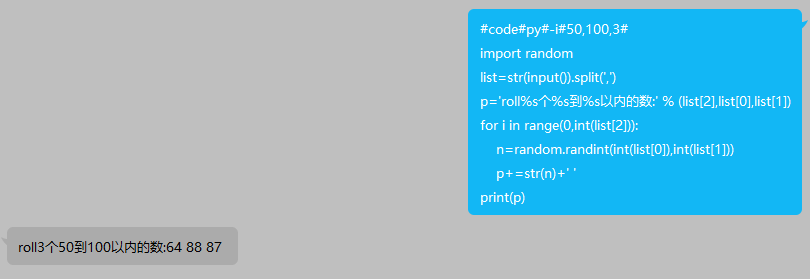 #code#py#-i#50,100,3#
import random
list=str(input()).split(',')
p='roll%s个%s到%s以内的数:' % (list[2],list[0],list[1])
for i in range(0,int(list[2])):
    n=random.randint(int(list[0]),int(list[1]))
    p+=str(n)+' '
print(p)
roll3个50到100以内的数:64 88 87